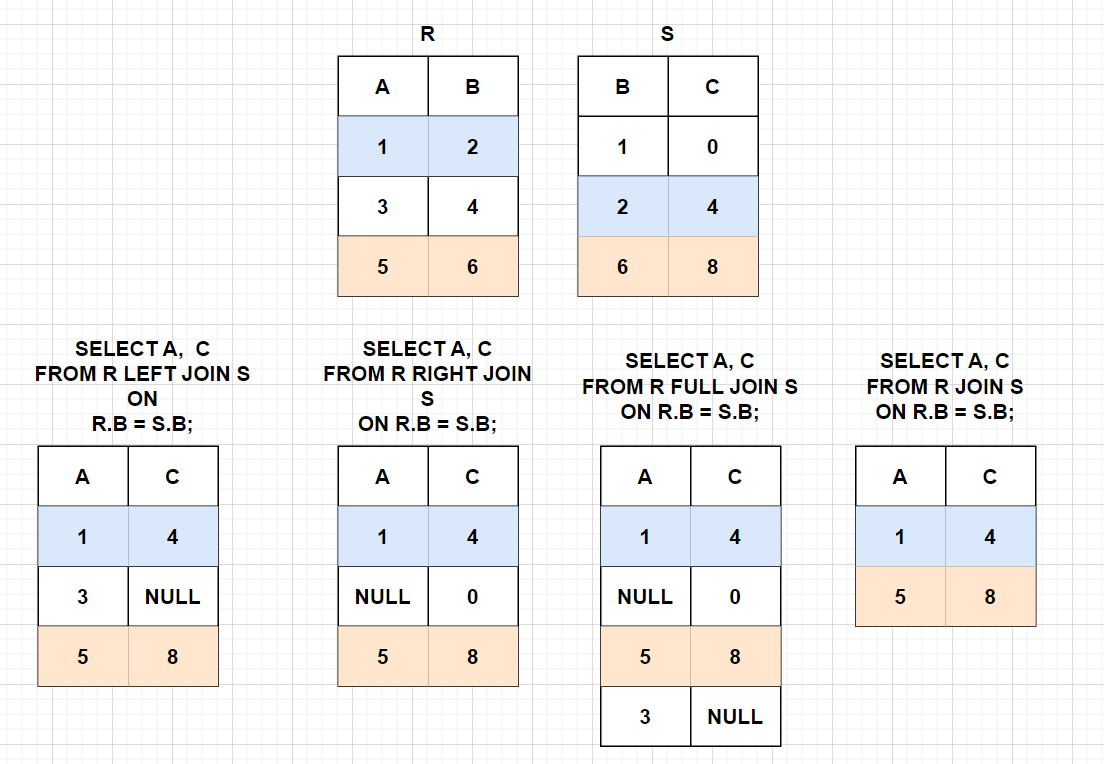 R
A B
1 2
3 4
5 6
S
B C
1 0
2 4
6 8
SELECT A, C
FROM R LEFT JOIN S
ON
R.B = S.B;
A C
1 4
3 NULL
5 8
SELECT A, C
FROM R RIGHT JOIN
S
ON R.B = S.B;
A C
1 4
NULL 0
5 8
SELECT A, C
FROM R FULL JOIN S
ON R.B = S.B;
A C
1 4
NULL 0
5 8
3 NULL
SELECT A, C
FROM R JOIN S
ON R.B = S.B;
A C
1 4
5 8